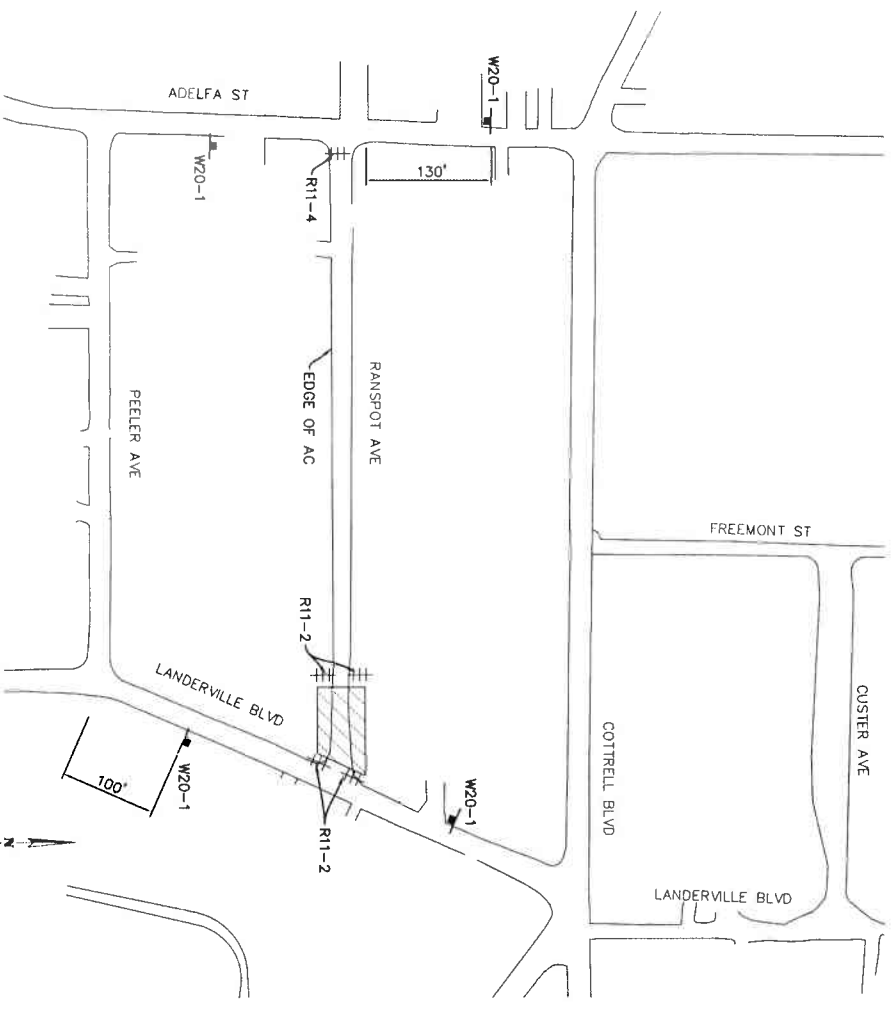 W20-1
ADELFA ST
W20-1
R11-4
130'
RANSPOT AVE
EDGE OF AC
PEELER AVE
FREEMONT ST
CUSTER AVE
COTTRELL BLVD
LANDERVILLE BLVD
R11-2
LANDERVILLE BLVD
W20-1
100'
W20-1
R11-2
N